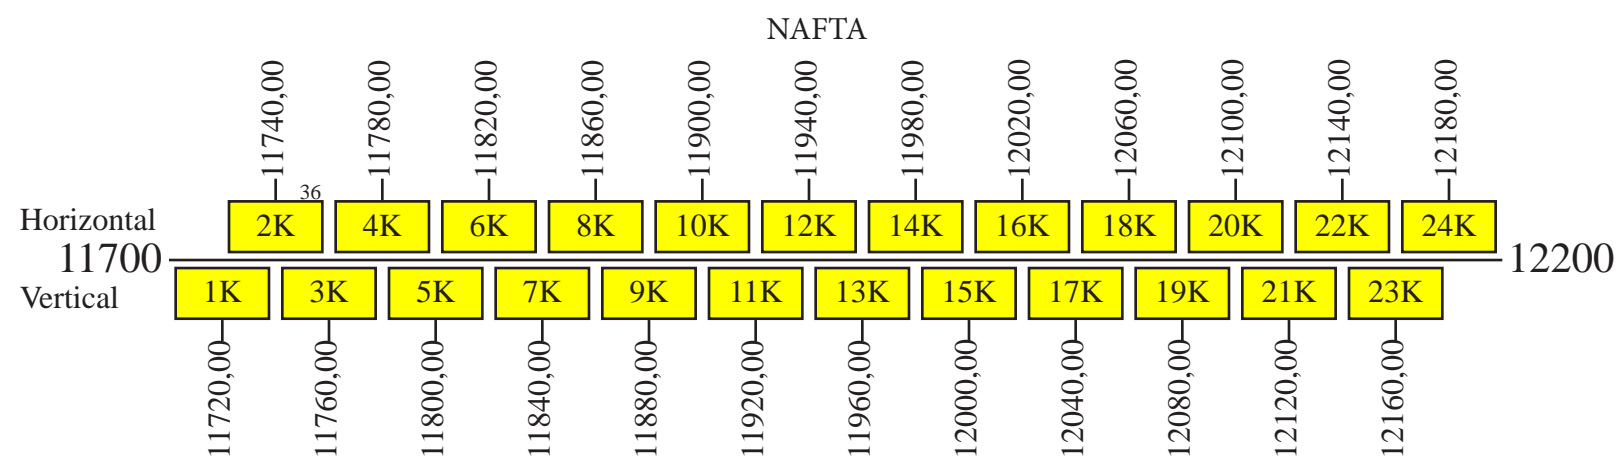 NAFTA
11740,00 11780,00 11820,00 11860,00 11900,00 11940,00 11980,00 12020,00 12060,00 12100,00 12140,00 12180,00
36
Horizontal 2K 4K 6K 8K 10K 12K 14K 16K 18K 20K 22K 24K
11700 12200
Vertical 1K 3K 5K 7K 9K 11K 13K 15K 17K 19K 21K 23K
11720,00 11760,00 11800,00 11840,00 11880,00 11920,00 11960,00 12000,00 12040,00 12080,00 12120,00 12160,00